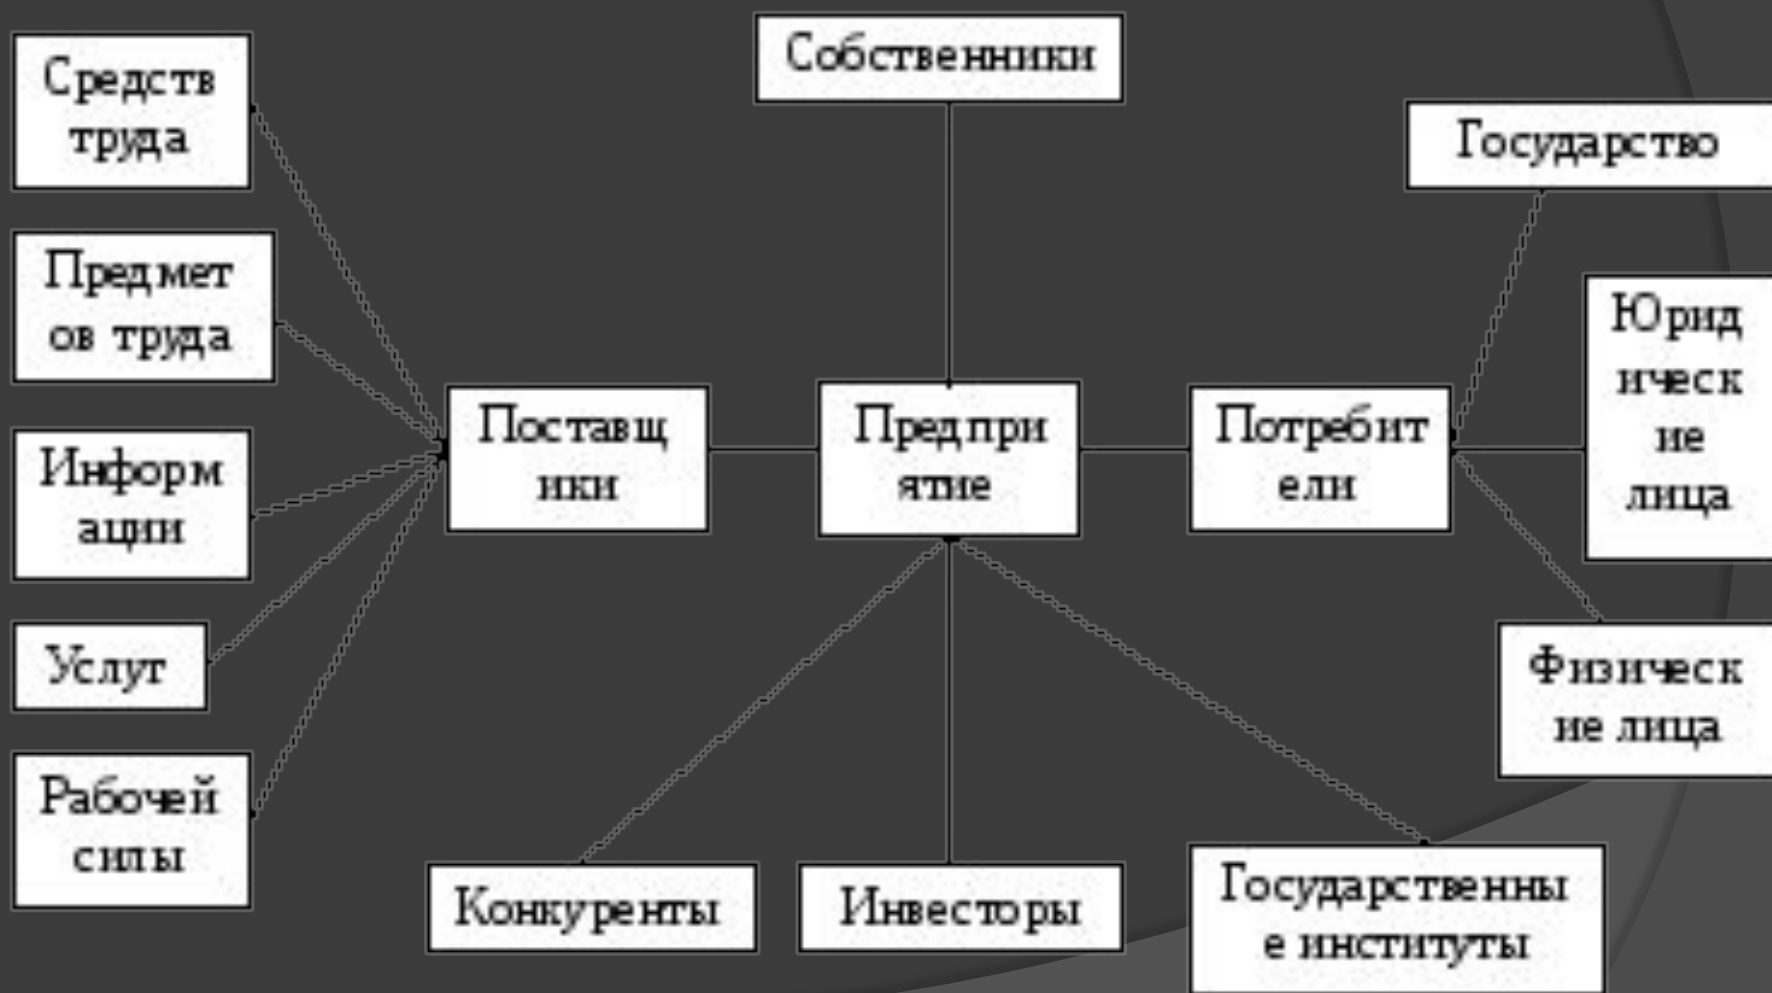 Собственники
Средств
труда
Государство
Предмет
ов труда
Юрид
ическ
ие
лица
Поставщ
ики
Предпри
ятие
Потребит
ели
Информ
ации
Услуг
Физическ
ие лица
Рабочей
силы
Конкуренты
Инвесторы
Государственны
е институты